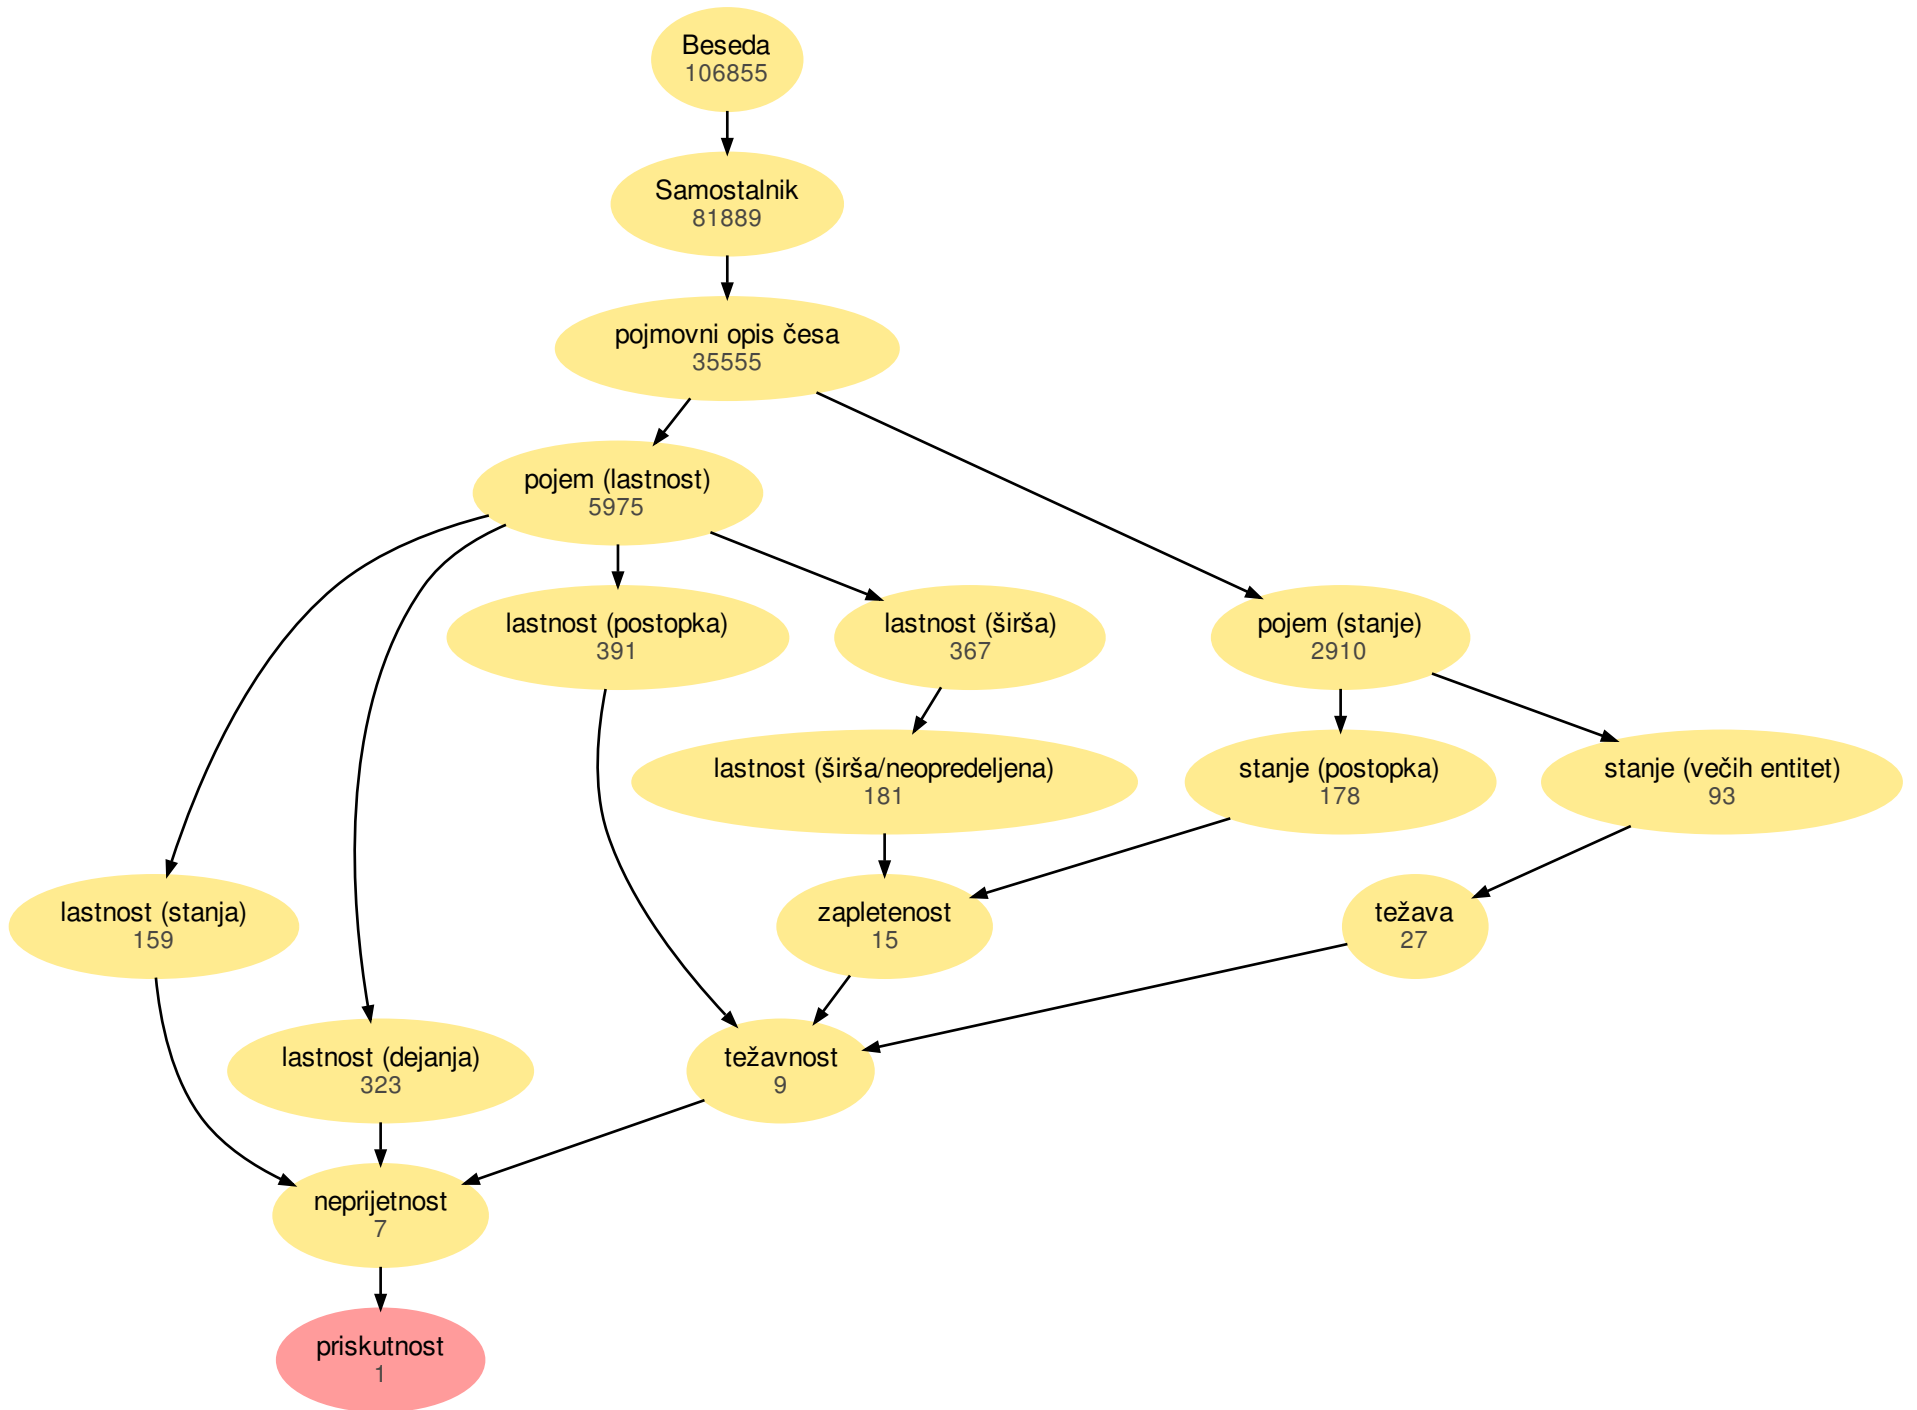 Beseda
106855
Samostalnik
81889
pojmovni opis česa
35555
pojem (lastnost)
5975
lastnost (postopka)
391
lastnost (širša)
367
pojem (stanje)
2910
lastnost (širša/neopredeljena)
181
stanje (postopka)
178
stanje (večih entitet)
93
lastnost (stanja)
159
zapletenost
15
težava
27
lastnost (dejanja)
323
težavnost
9
neprijetnost
7
priskutnost
1